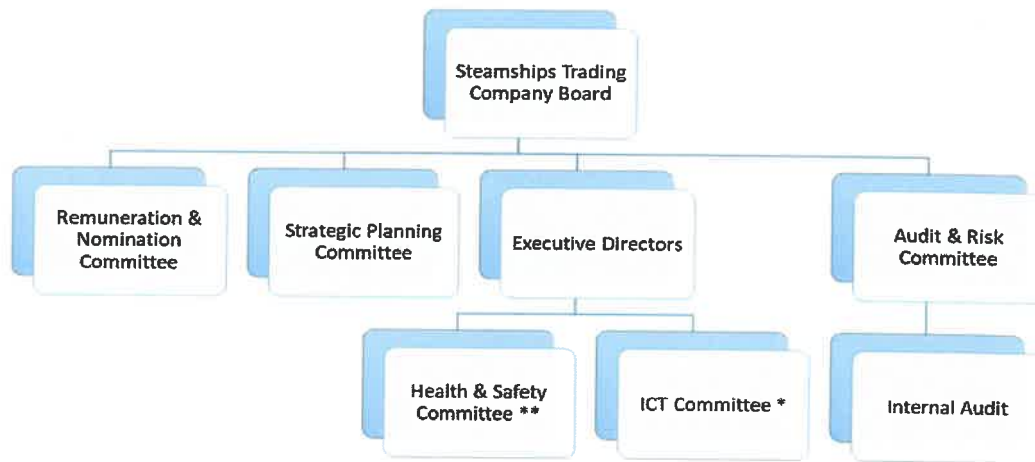 Steamships Trading
Company Board
Remuneration &
Nomination
Committee
Strategic Planning
Committee
Executive Directors
Audit & Risk
Committee
Health & Safety
Committee **
ICT Committee *
Internal Audit